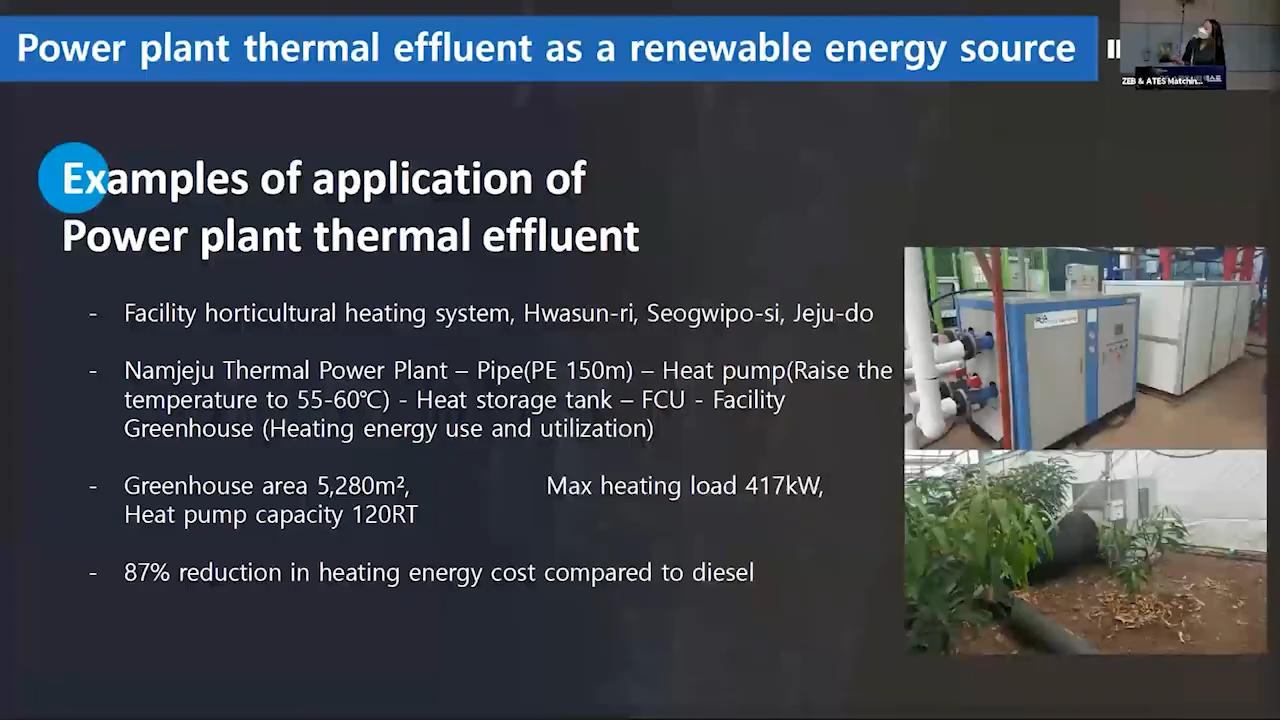 Power plant thermal effluent as a renewable energy source
ZEB & ATES Matchin...
Examples of application of
Power plant thermal effluent
- Facility horticultural heating system, Hwasun-ri, Seogwipo-si, Jeju-do
- Namjeju Thermal Power Plant – Pipe(PE 150m) – Heat pump(Raise the
temperature to 55-60℃) - Heat storage tank – FCU - Facility
Greenhouse (Heating energy use and utilization)
- Greenhouse area 5,280m², Max heating load 417kW,
Heat pump capacity 120RT
- 87% reduction in heating energy cost compared to diesel